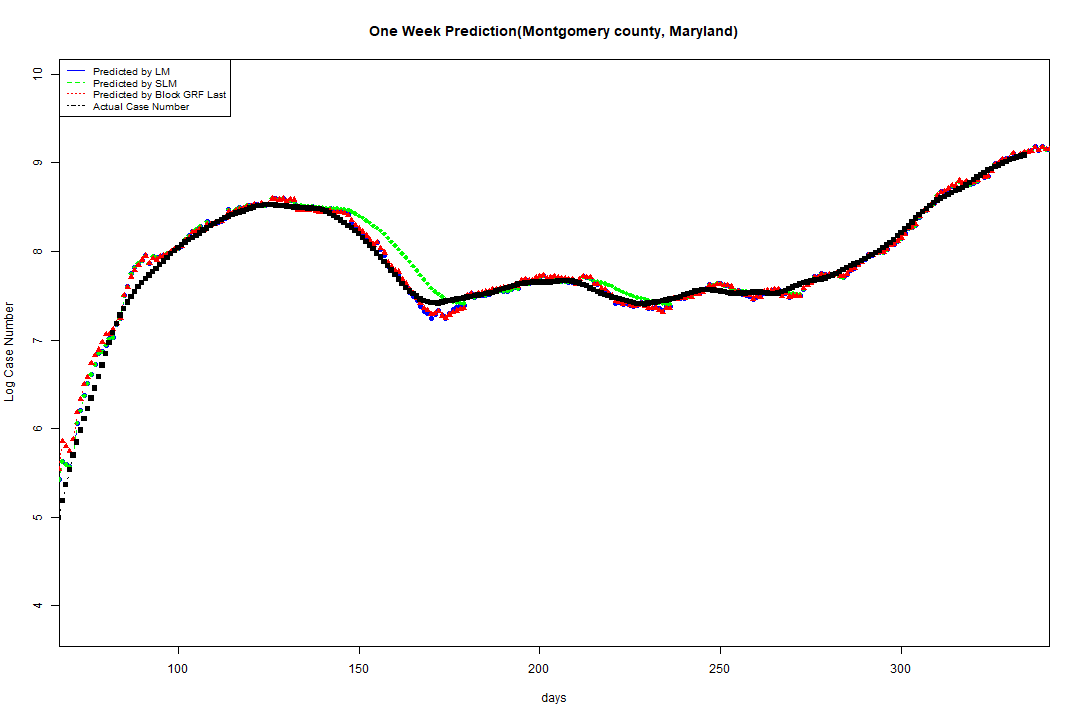 One Week Prediction(Montgomery county, Maryland)
Predicted by LM
Predicted by SLM
Predicted by Block GRF Last
Actual Case Number
10
9
8
7
6
5
4
Log Case Number
100 150 200 250 300
days